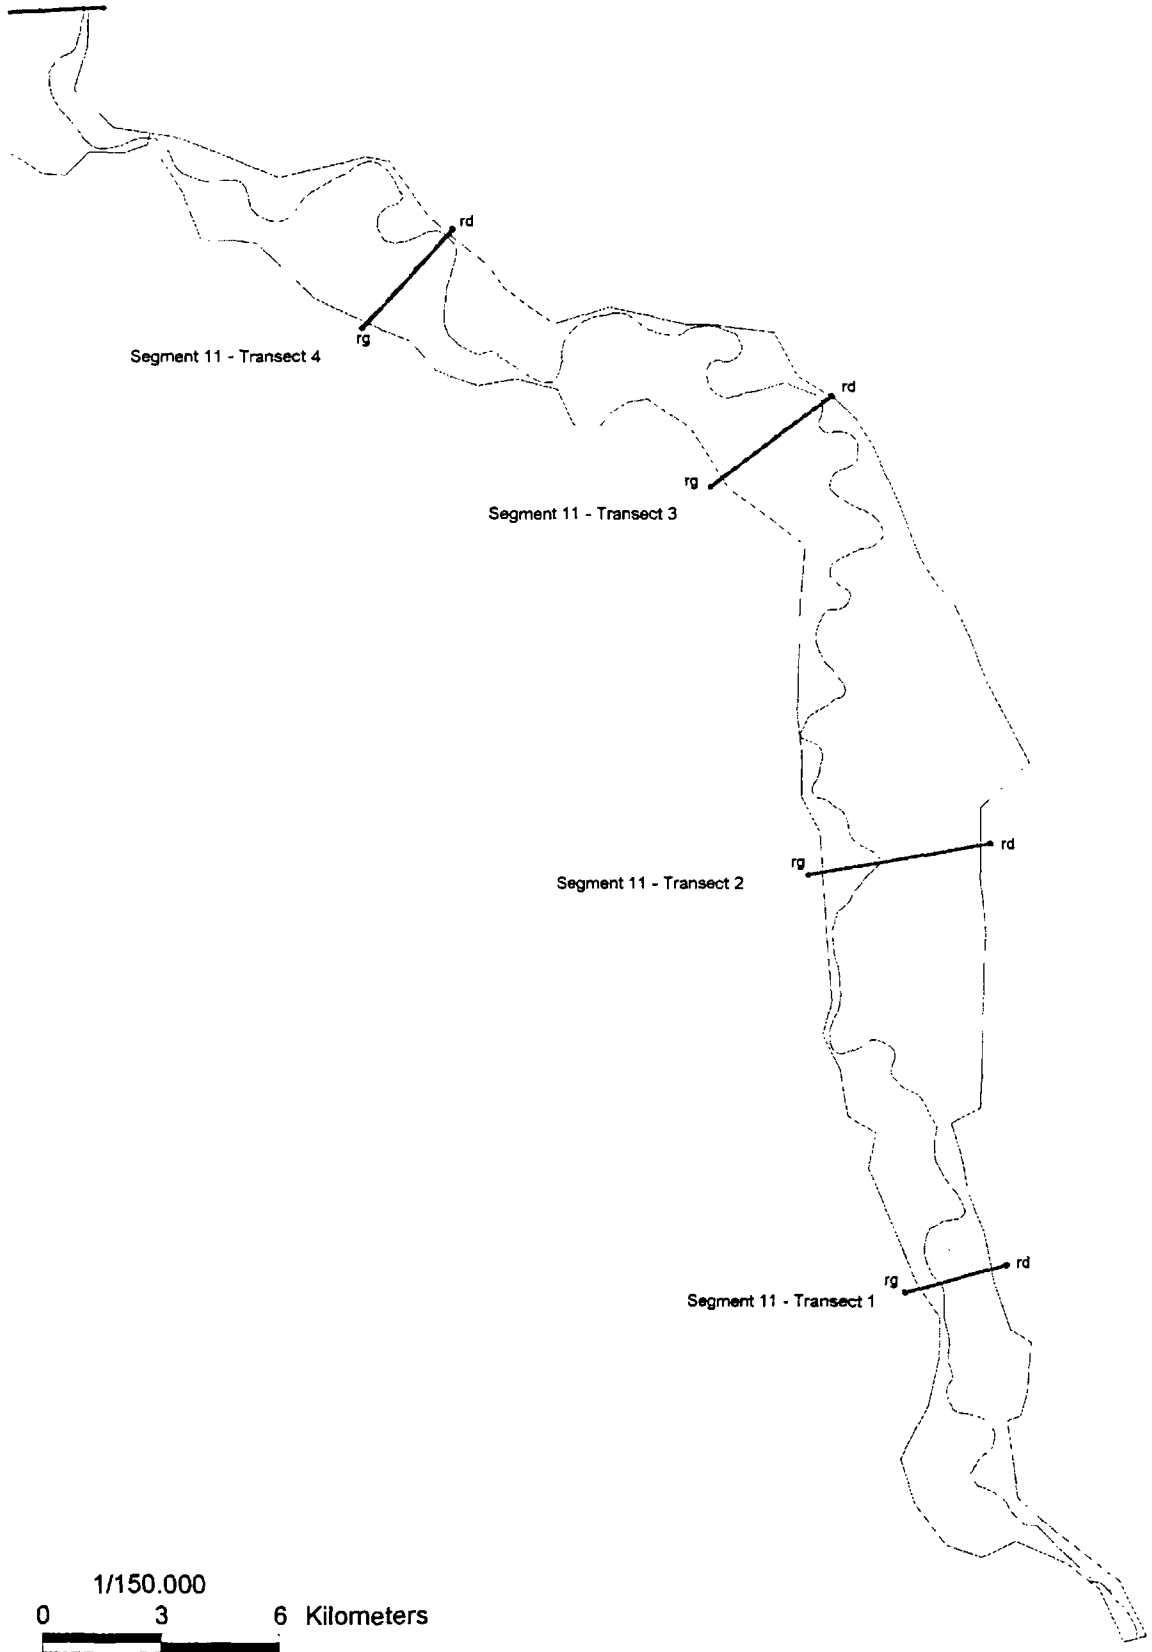 rd
rg
Segment 11 - Transect 4
rd
rg
Segment 11 - Transect 3
rg
rd
Segment 11 - Transect 2
rg
rd
Segment 11 - Transect 1
1/150.000
0 3 6 Kilometers